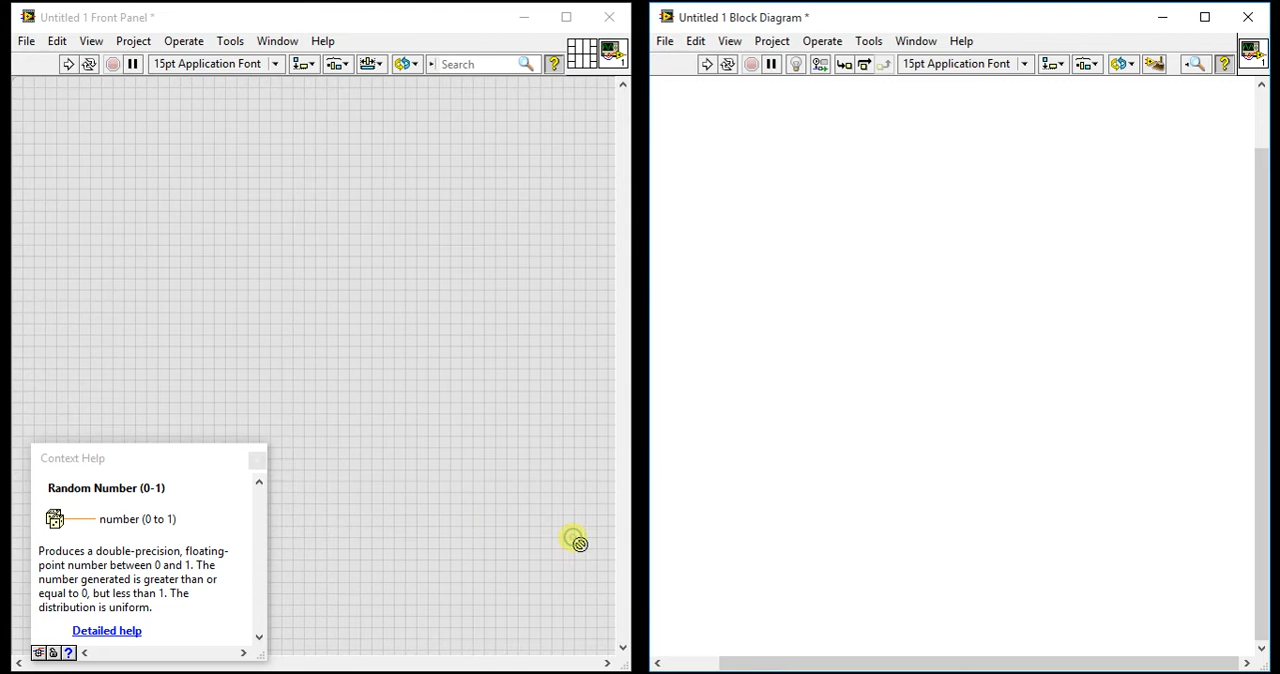 Untitled 1 Front Panel *
File Edit View Project Operate Tools Window Help
15pt Application Font
Search
1
Context Help
Random Number (0-1)
number (0 to 1)
Produces a double-precision, floating-
point number between 0 and 1. The
number generated is greater than or
equal to 0, but less than 1. The
distribution is uniform.
Detailed help
Untitled 1 Block Diagram *
File Edit View Project Operate Tools Window Help
15pt Application Font
1